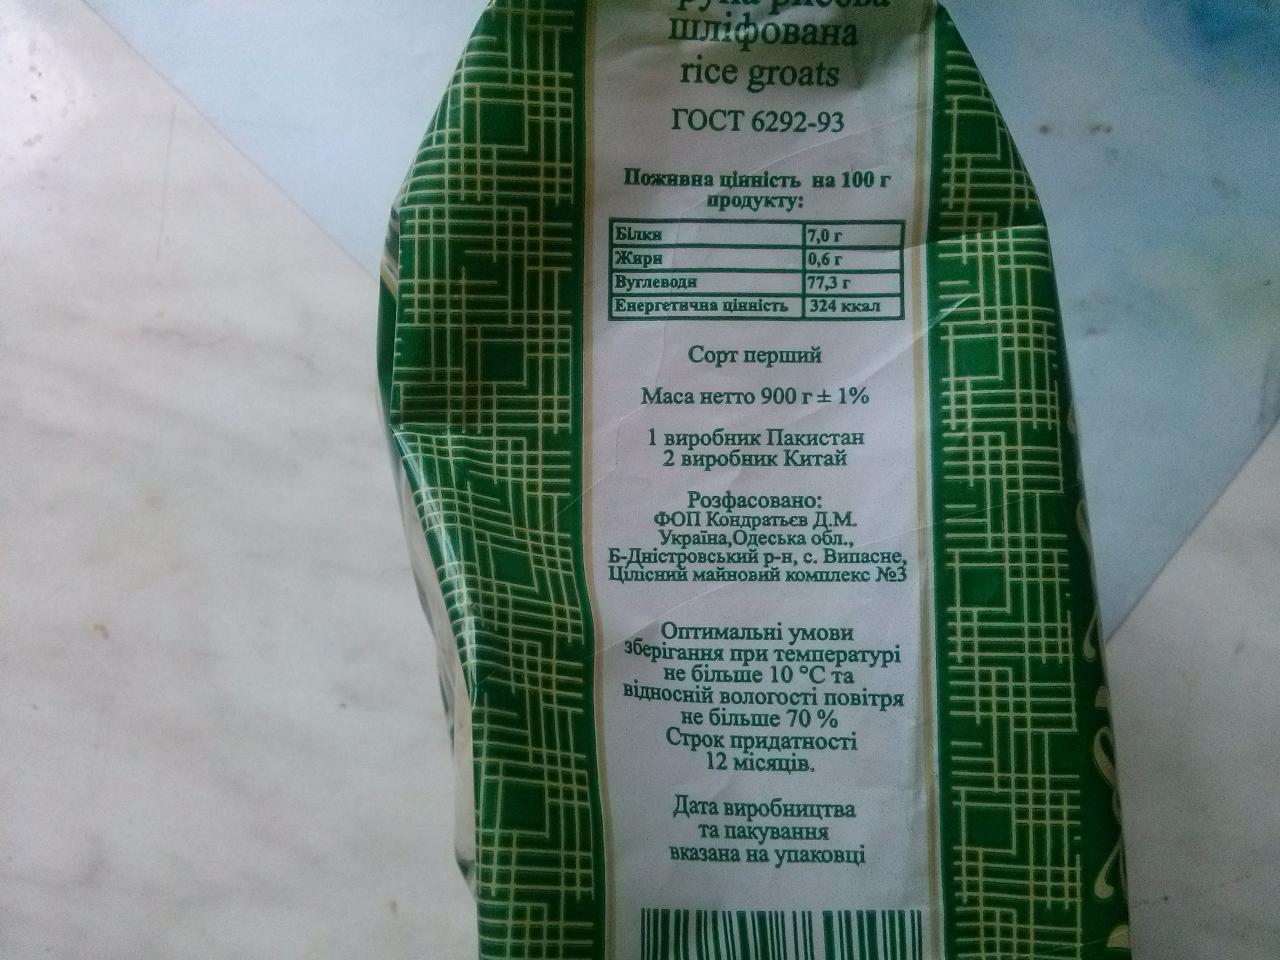 рисова
шліфована
rice groats
ГОСТ 6292-93
Поживна цінність на 100 г
продукту:
Білки 7,0 г
Жири 0,6 г
Вуглеводи 77,3 г
Енергетична цінність 324 ккал
Сорт перший
Маса нетто 900 г ± 1%
1 виробник Пакистан
2 виробник Китай
Розфасовано:
ФОП Кондратьєв Д.М.
Україна,Одеська обл.,
Б-Дністровський р-н, с. Випасне,
Цілісний майновий комплекс №3
Оптимальні умови
зберігання при температурі
не більше 10 °С та
відносній вологості повітря
не більше 70 %
Строк придатності
12 місяців.
Дата виробництва
та пакування
вказана на упаковці